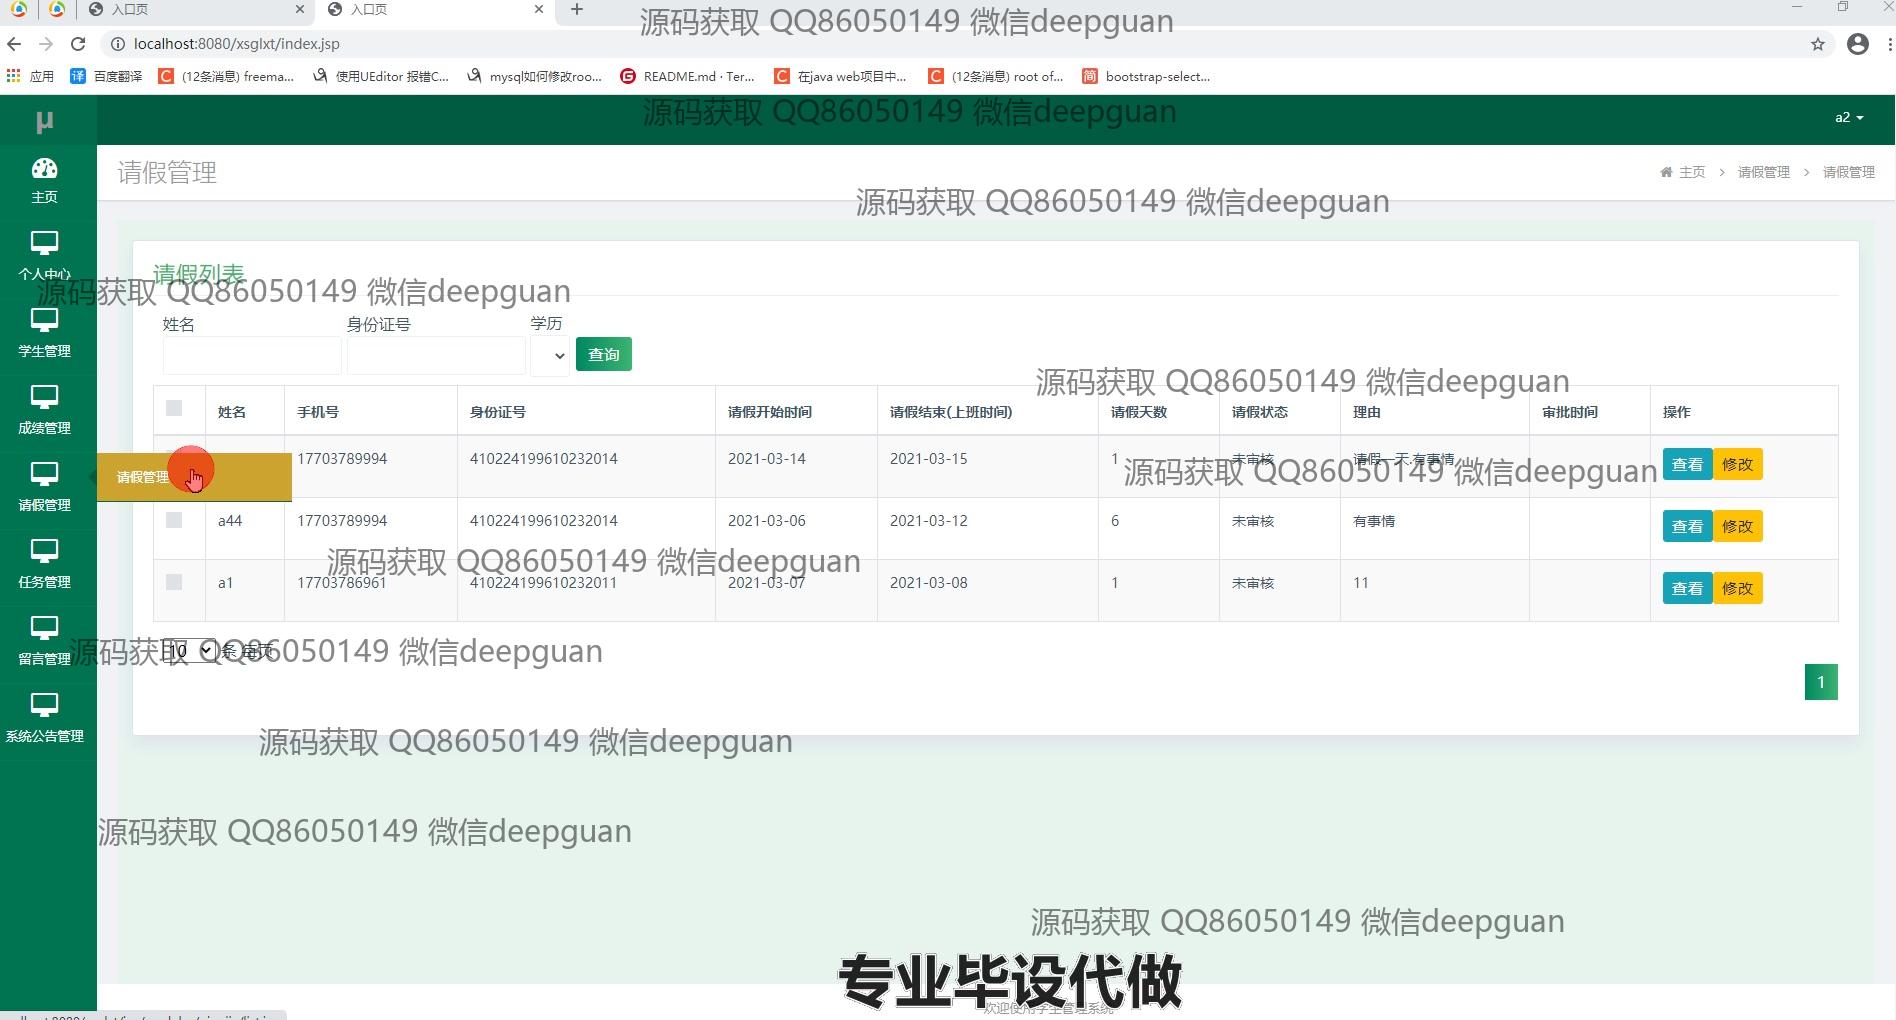 入口页
入口页
localhost:8080/xsglxt/index.jsp
应用 百度翻译 (12条消息) freema... 使用UEditor 报错C... mysql如何修改roo... README.md · Ter... 在java web项目中... (12条消息) root of... bootstrap-select...
源码获取 QQ86050149 微信deepguan
源码获取 QQ86050149 微信deepguan
μ
a2
主页
个人中心
学生管理
成绩管理
请假管理
任务管理
留言管理
系统公告管理
请假管理
主页 > 请假管理 > 请假管理
源码获取 QQ86050149 微信deepguan
请假列表
源码获取 QQ86050149 微信deepguan
姓名 身份证号 学历
查询
源码获取 QQ86050149 微信deepguan
姓名 手机号 身份证号 请假开始时间 请假结束(上班时间) 请假天数 请假状态 理由 审批时间 操作
请假管理
17703789994 410224199610232014 2021-03-14 2021-03-15 1 未审核 请假一天,有事情 查看 修改
源码获取 QQ86050149 微信deepguan
a44 17703789994 410224199610232014 2021-03-06 2021-03-12 6 未审核 有事情 查看 修改
源码获取 QQ86050149 微信deepguan
a1 17703786961 410224199610232011 2021-03-07 2021-03-08 1 未审核 11 查看 修改
10 条 每页
源码获取 QQ86050149 微信deepguan
1
源码获取 QQ86050149 微信deepguan
源码获取 QQ86050149 微信deepguan
源码获取 QQ86050149 微信deepguan
专业毕设代做
欢迎使用学生管理系统